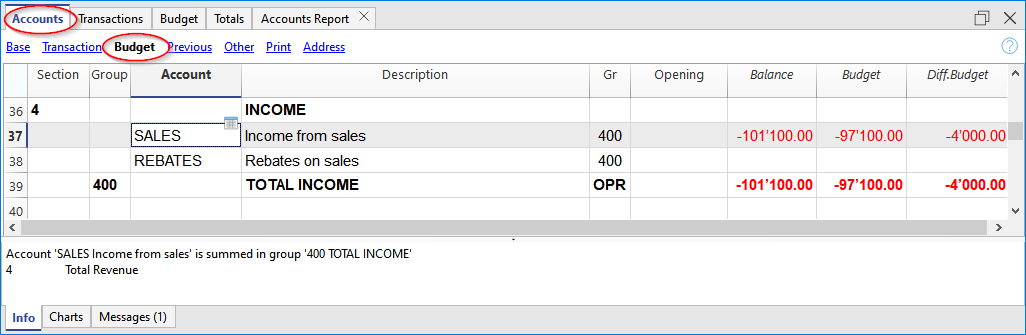 Accounts Transactions Budget Totals Accounts Report
Base Transaction Budget Previous Other Print Address
Section Group Account Description Gr Opening Balance Budget Diff.Budget
36 4 INCOME
37 SALES Income from sales 400 -101’100.00 -97’100.00 -4’000.00
38 REBATES Rebates on sales 400
39 400 TOTAL INCOME OPR -101’100.00 -97’100.00 -4’000.00
40
Account 'SALES Income from sales' is summed in group '400 TOTAL INCOME'
4 Total Revenue
Info Charts Messages (1)